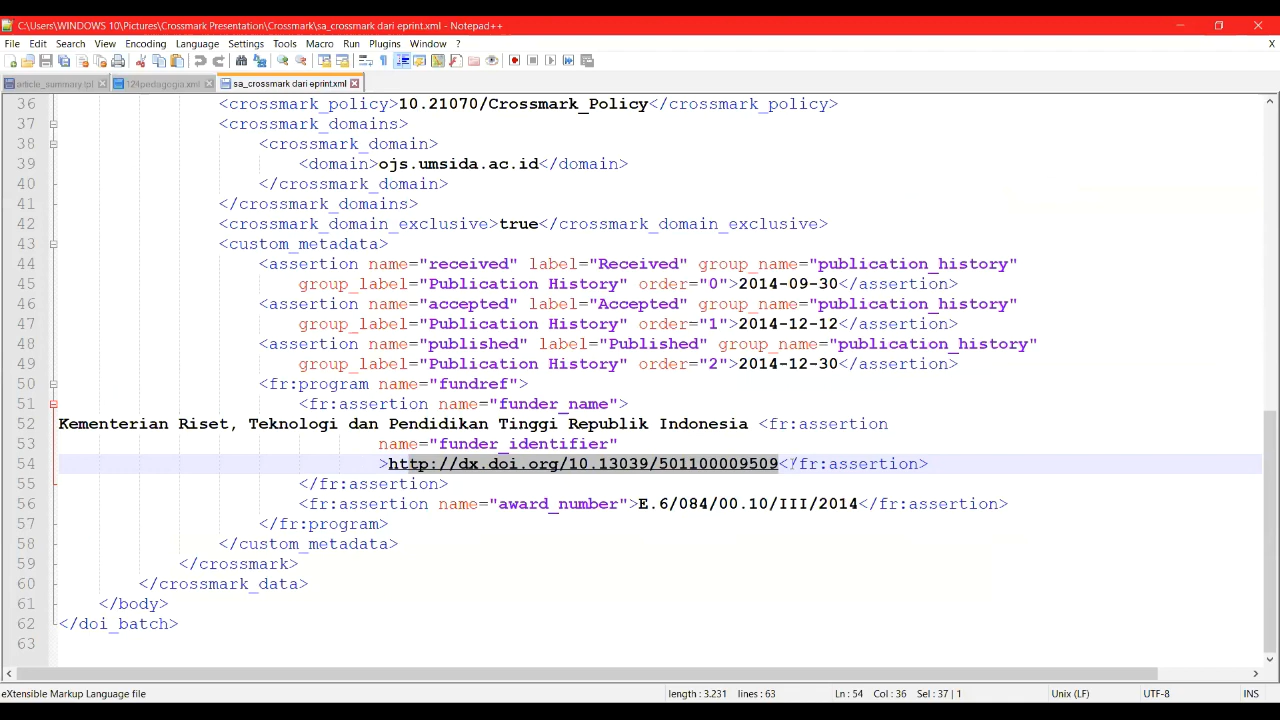 C:\Users\WINDOWS 10\Pictures\Crossmark Presentation\Crossmark\sa_crossmark dari eprint.xml - Notepad++
File Edit Search View Encoding Language Settings Tools Macro Run Plugins Window ? X
article_summary.tpl 124pedagogia.xml sa_crossmark dari eprint.xml
36 <crossmark_policy>10.21070/Crossmark_Policy</crossmark_policy>
37 <crossmark_domains>
38 <crossmark_domain>
39 <domain>ojs.umsida.ac.id</domain>
40 </crossmark_domain>
41 </crossmark_domains>
42 <crossmark_domain_exclusive>true</crossmark_domain_exclusive>
43 <custom_metadata>
44 <assertion name="received" label="Received" group_name="publication_history"
45 group_label="Publication History" order="0">2014-09-30</assertion>
46 <assertion name="accepted" label="Accepted" group_name="publication_history"
47 group_label="Publication History" order="1">2014-12-12</assertion>
48 <assertion name="published" label="Published" group_name="publication_history"
49 group_label="Publication History" order="2">2014-12-30</assertion>
50 <fr:program name="fundref">
51 <fr:assertion name="funder_name">
52 Kementerian Riset, Teknologi dan Pendidikan Tinggi Republik Indonesia <fr:assertion
53 name="funder_identifier"
54 >http://dx.doi.org/10.13039/501100009509</fr:assertion>
55 </fr:assertion>
56 <fr:assertion name="award_number">E.6/084/00.10/III/2014</fr:assertion>
57 </fr:program>
58 </custom_metadata>
59 </crossmark>
60 </crossmark_data>
61 </body>
62 </doi_batch>
63
eXtensible Markup Language file length : 3.231 lines : 63 Ln : 54 Col : 36 Sel : 37 | 1 Unix (LF) UTF-8 INS